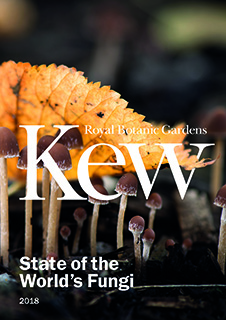 Royal Botanic Gardens
Kew
State of the
World's Fungi
2018